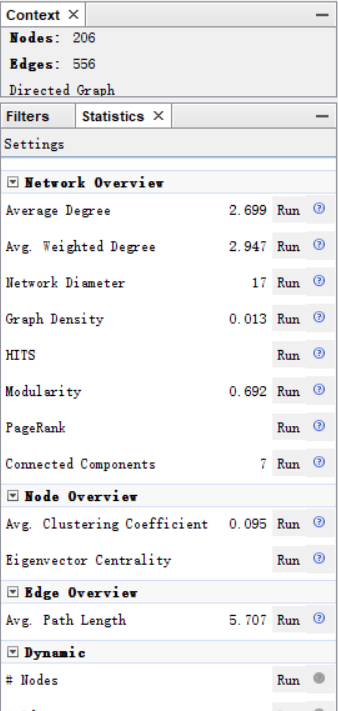 Context ×
Nodes: 206
Edges: 556
Directed Graph
Filters Statistics ×
Settings
Network Overview
Average Degree 2.699 Run ?
Avg. Weighted Degree 2.947 Run ?
Network Diameter 17 Run ?
Graph Density 0.013 Run ?
HITS Run ?
Modularity 0.692 Run ?
PageRank Run ?
Connected Components 7 Run ?
Node Overview
Avg. Clustering Coefficient 0.095 Run ?
Eigenvector Centrality Run ?
Edge Overview
Avg. Path Length 5.707 Run ?
Dynamic
# Nodes Run